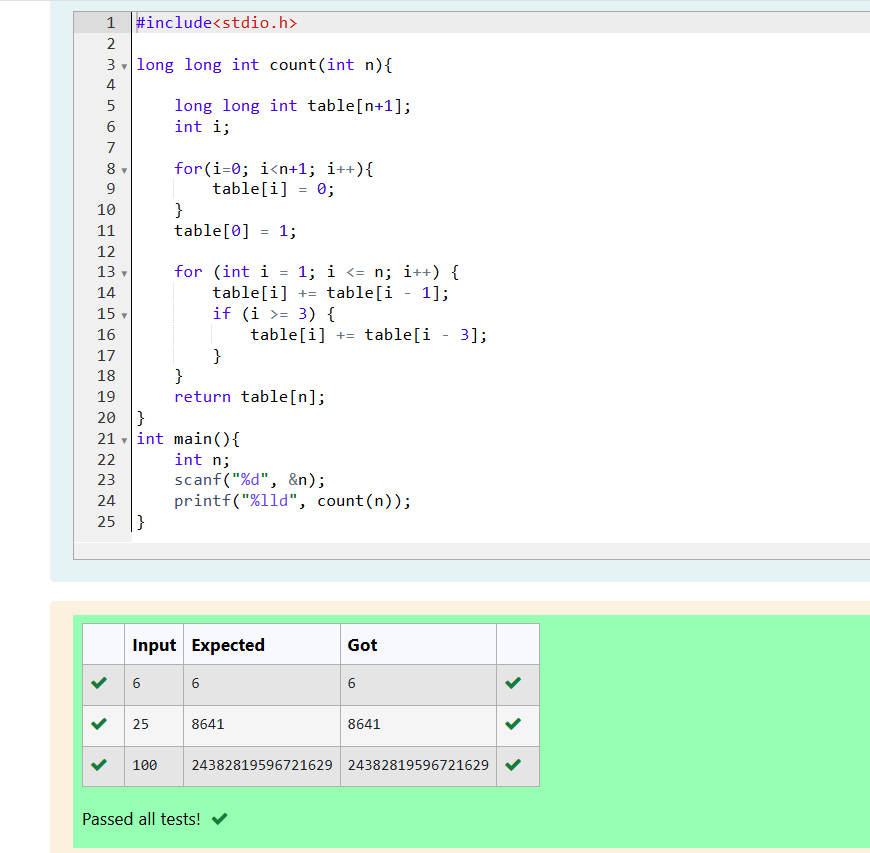 1 #include<stdio.h>
2
3 long long int count(int n){
4
5 long long int table[n+1];
6 int i;
7
8 for(i=0; i<n+1; i++){
9 table[i] = 0;
10 }
11 table[0] = 1;
12
13 for (int i = 1; i <= n; i++) {
14 table[i] += table[i - 1];
15 if (i >= 3) {
16 table[i] += table[i - 3];
17 }
18 }
19 return table[n];
20 }
21 int main(){
22 int n;
23 scanf("%d", &n);
24 printf("%lld", count(n));
25 }
Input Expected Got
6 6 6
25 8641 8641
100 24382819596721629 24382819596721629
Passed all tests!